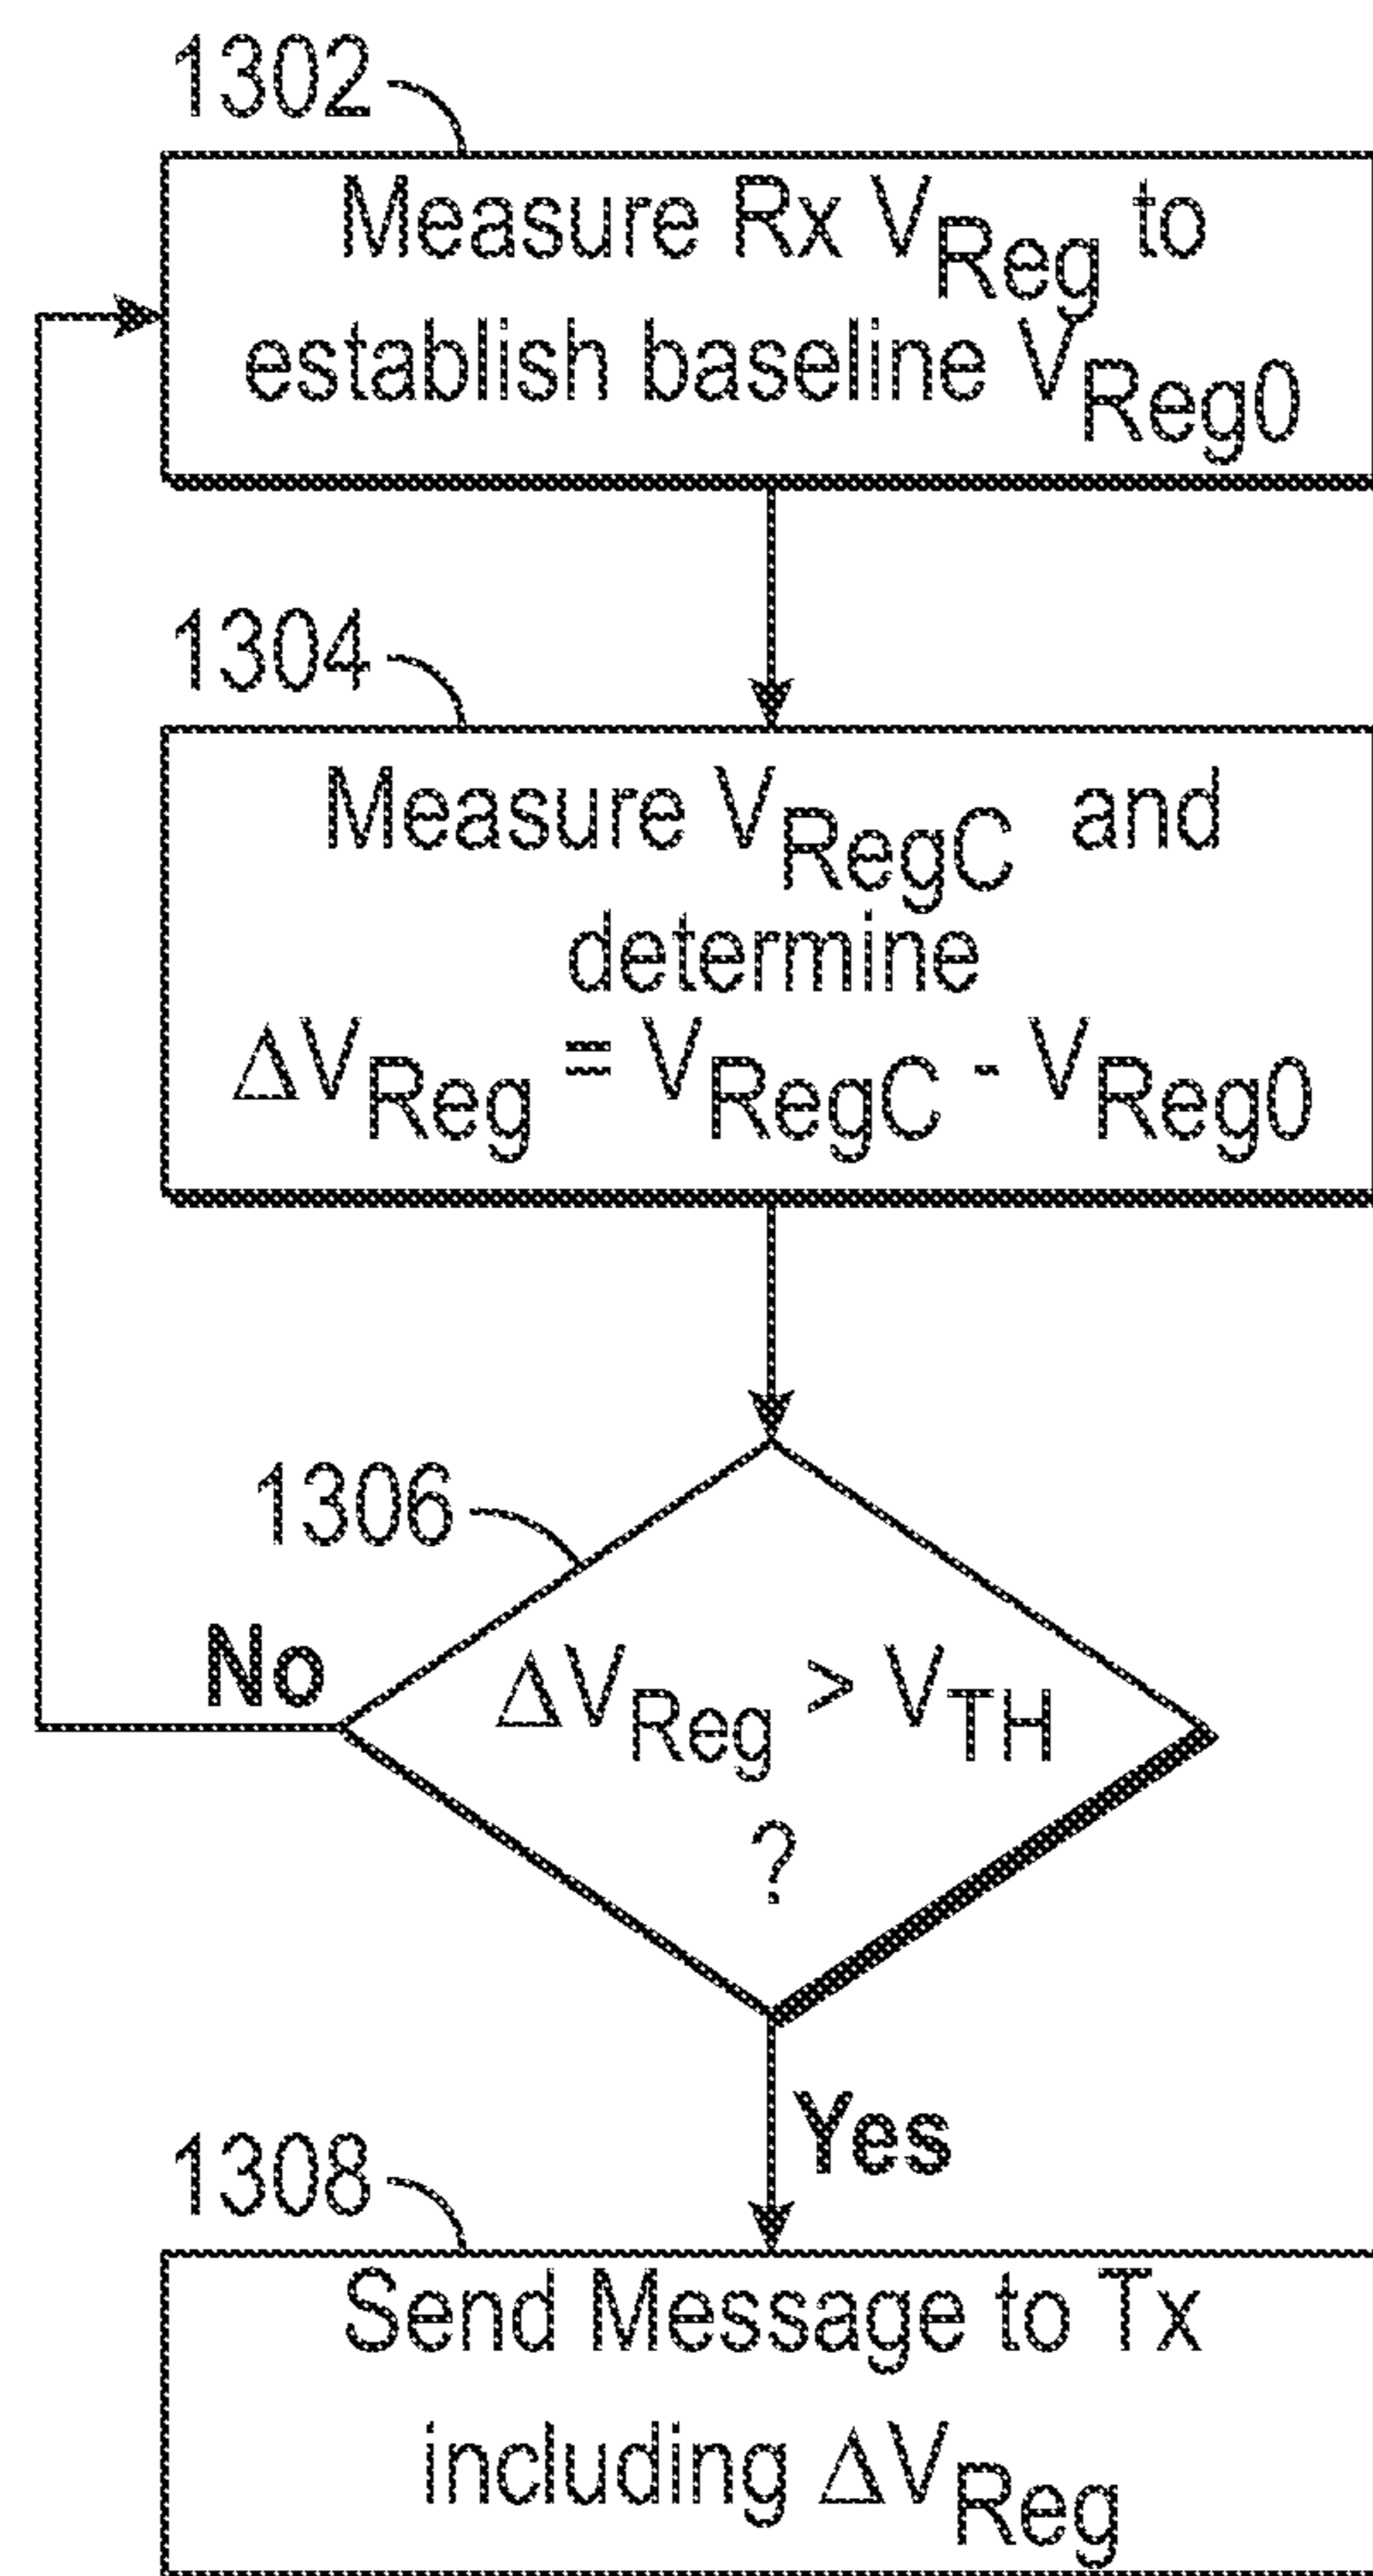 1302
Measure Rx VReg to
establish baseline VReg0
1304
Measure VRegC and
determine
ΔVReg = VRegC - VReg0
1306
No
ΔVReg > VTH
?
Yes
1308
Send Message to Tx
including ΔVReg